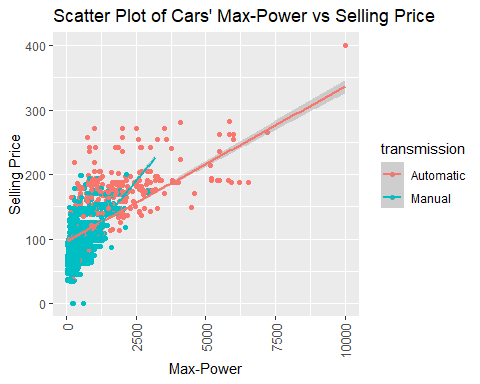 Scatter Plot of Cars' Max-Power vs Selling Price
400
300
200
100
0
Selling Price
0
2500
5000
7500
10000
Max-Power
transmission
Automatic
Manual